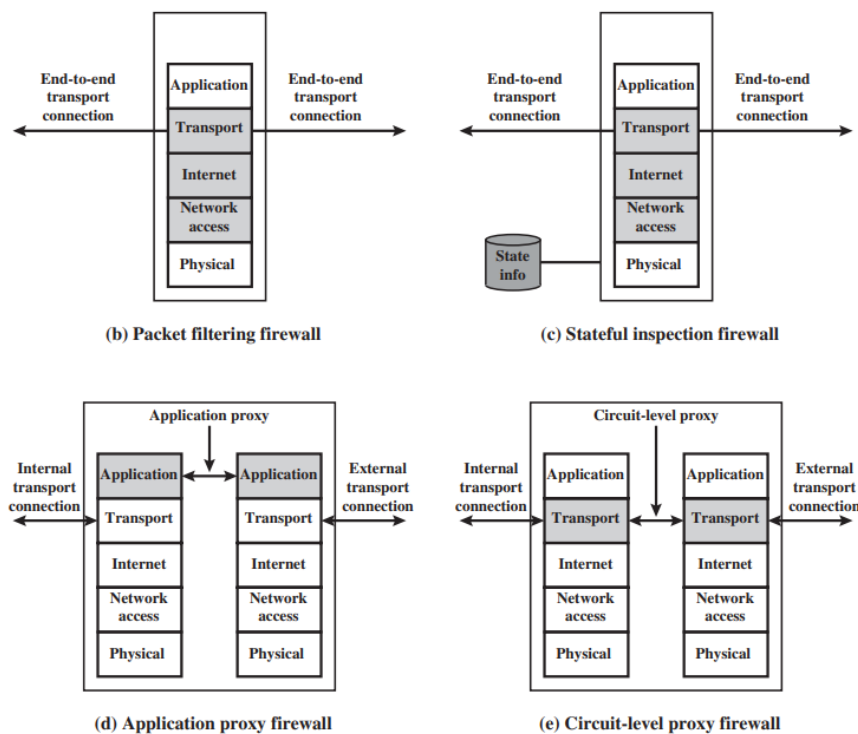 End-to-end
transport
connection
End-to-end
transport
connection
Application
Transport
Internet
Network
access
Physical
(b) Packet filtering firewall
End-to-end
transport
connection
End-to-end
transport
connection
Application
Transport
Internet
Network
access
Physical
State
info
(c) Stateful inspection firewall
Application proxy
Internal
transport
connection
Application
Transport
Internet
Network
access
Physical
Application
Transport
Internet
Network
access
Physical
External
transport
connection
(d) Application proxy firewall
Circuit-level proxy
Internal
transport
connection
Application
Transport
Internet
Network
access
Physical
Application
Transport
Internet
Network
access
Physical
External
transport
connection
(e) Circuit-level proxy firewall